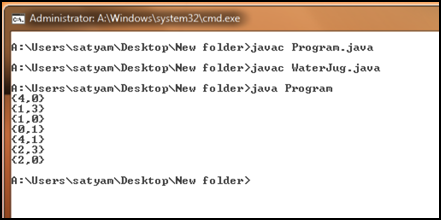 Administrator: A:\Windows\system32\cmd.exe
A:\Users\satyam\Desktop\New folder>javac Program.java
A:\Users\satyam\Desktop\New folder>javac WaterJug.java
A:\Users\satyam\Desktop\New folder>java Program
{4,0}
{1,3}
{1,0}
{0,1}
{4,1}
{2,3}
{2,0}
A:\Users\satyam\Desktop\New folder>